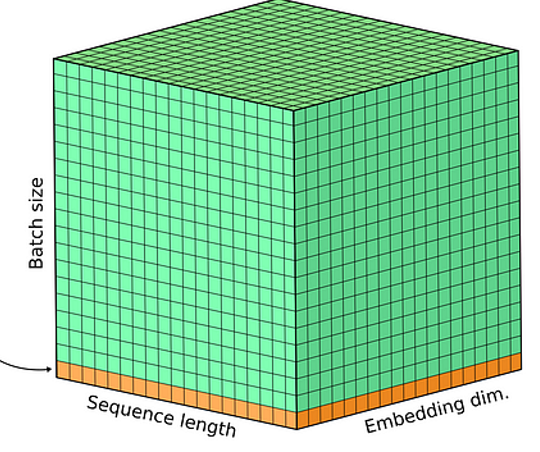 Batch size
Sequence length
Embedding dim.